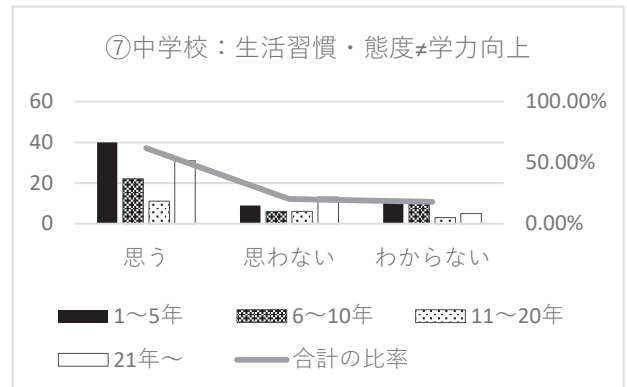 ⑦中学校：生活習慣・態度≠学力向上
60 100.00%
40
50.00%
20
0 0.00%
思う 思わない わからない
1～5年 6～10年 11～20年
21年～ 合計の比率